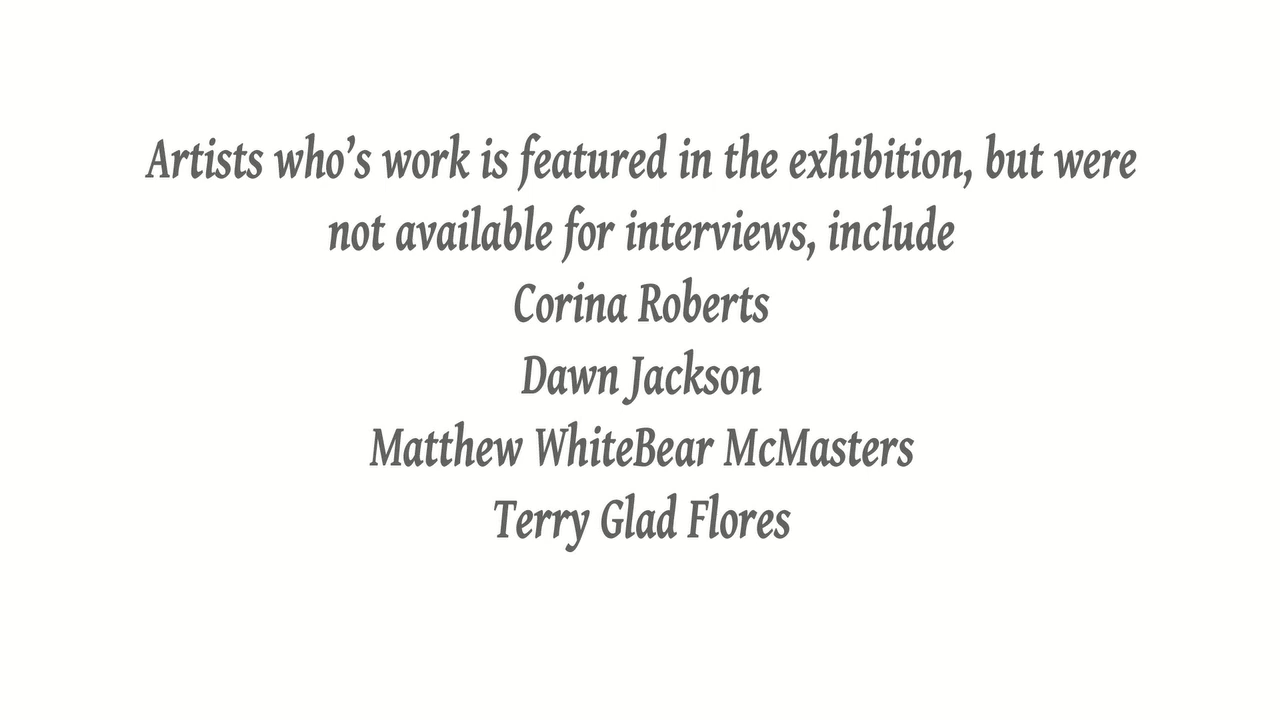 Artists who’s work is featured in the exhibition, but were
not available for interviews, include
Corina Roberts
Dawn Jackson
Matthew WhiteBear McMasters
Terry Glad Flores